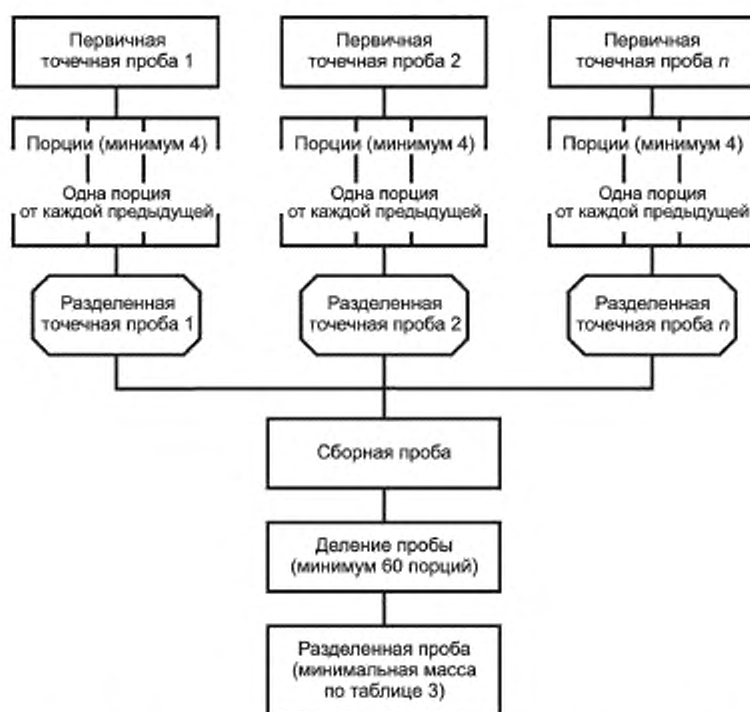 Первичная
точечная проба 1
Первичная
точечная проба 2
Первичная
точечная проба n
Порции (минимум 4)
Порции (минимум 4)
Порции (минимум 4)
Одна порция
от каждой предыдущей
Одна порция
от каждой предыдущей
Одна порция
от каждой предыдущей
Разделенная
точечная проба 1
Разделенная
точечная проба 2
Разделенная
точечная проба n
Сборная проба
Деление пробы
(минимум 60 порций)
Разделенная проба
(минимальная масса
по таблице 3)